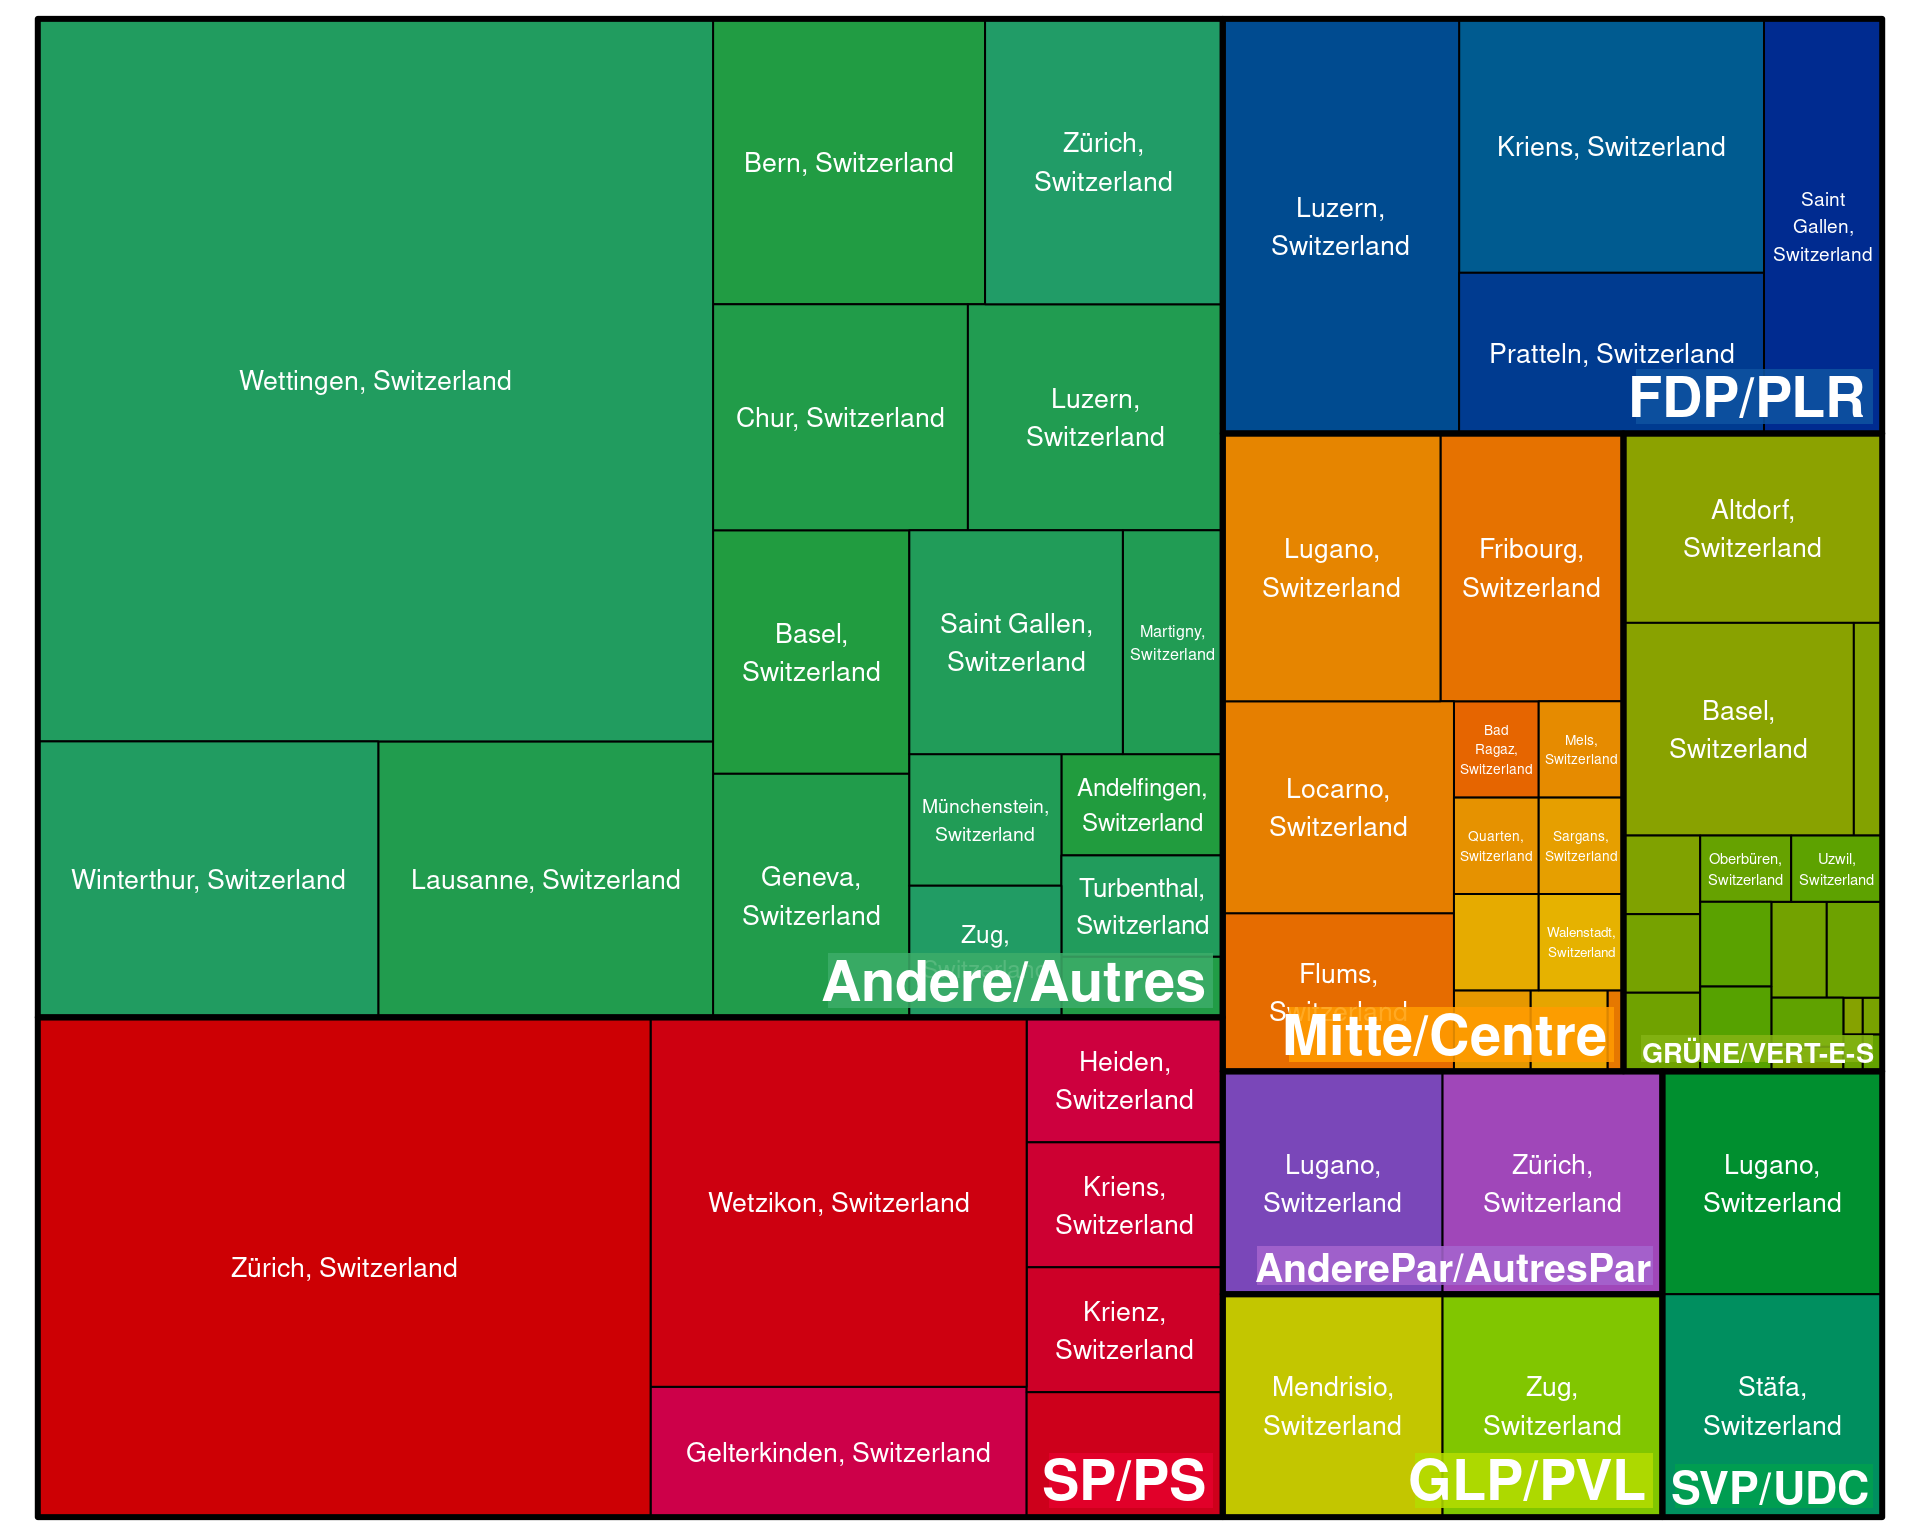 Wettingen, Switzerland
Bern, Switzerland
Zürich,
Switzerland
Chur, Switzerland
Luzern,
Switzerland
Basel,
Switzerland
Saint Gallen,
Switzerland
Martigny,
Switzerland
Winterthur, Switzerland
Lausanne, Switzerland
Geneva,
Switzerland
Münchenstein,
Switzerland
Andelfingen,
Switzerland
Zug,
Switzerland
Turbenthal,
Switzerland
Andere/Autres
Zürich, Switzerland
Wetzikon, Switzerland
Gelterkinden, Switzerland
Heiden,
Switzerland
Kriens,
Switzerland
Krienz,
Switzerland
SP/PS
Luzern,
Switzerland
Kriens, Switzerland
Pratteln, Switzerland
Saint
Gallen,
Switzerland
FDP/PLR
Lugano,
Switzerland
Fribourg,
Switzerland
Locarno,
Switzerland
Bad
Ragaz,
Switzerland
Mels,
Switzerland
Quarten,
Switzerland
Sargans,
Switzerland
Walenstadt,
Switzerland
Flums,
Switzerland
Mitte/Centre
Altdorf,
Switzerland
Basel,
Switzerland
Oberbüren,
Switzerland
Uzwil,
Switzerland
GRÜNE/VERT-E-S
Lugano,
Switzerland
Zürich,
Switzerland
AnderePar/AutresPar
Mendrisio,
Switzerland
Zug,
Switzerland
GLP/PVL
Lugano,
Switzerland
Stäfa,
Switzerland
SVP/UDC